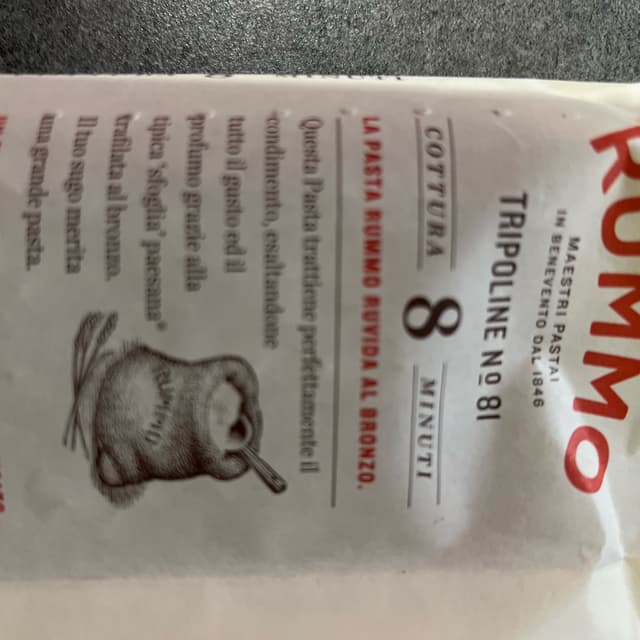 RUMMO
MAESTRI PASTAI
IN BENEVENTO DAL 1846
TRIPOLINE Nº 81
COTTURA 8 MINUTI
LA PASTA RUMMO RUVIDA AL BRONZO.
Questa Pasta trattiene perfettamente il
condimento, esaltandone
tutto il gusto ed il
profumo grazie alla
tipica 'sfoglia' paesana®
trafilata al bronzo.
Il tuo sugo merita
una grande pasta.
RUMMO